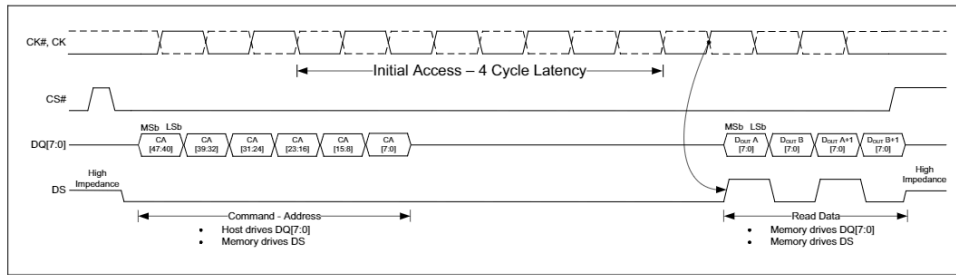 CK#, CK
Initial Access – 4 Cycle Latency
CS#
MSb LSb
MSb LSb
DQ[7:0]
CA [47:40]
CA [39:32]
CA [31:24]
CA [23:16]
CA [15:8]
CA [7:0]
DOUT A [7:0]
DOUT B [7:0]
DOUT A+1 [7:0]
DOUT B+1 [7:0]
High Impedance
High Impedance
DS
Command - Address
• Host drives DQ[7:0]
• Memory drives DS
Read Data
• Memory drives DQ[7:0]
• Memory drives DS